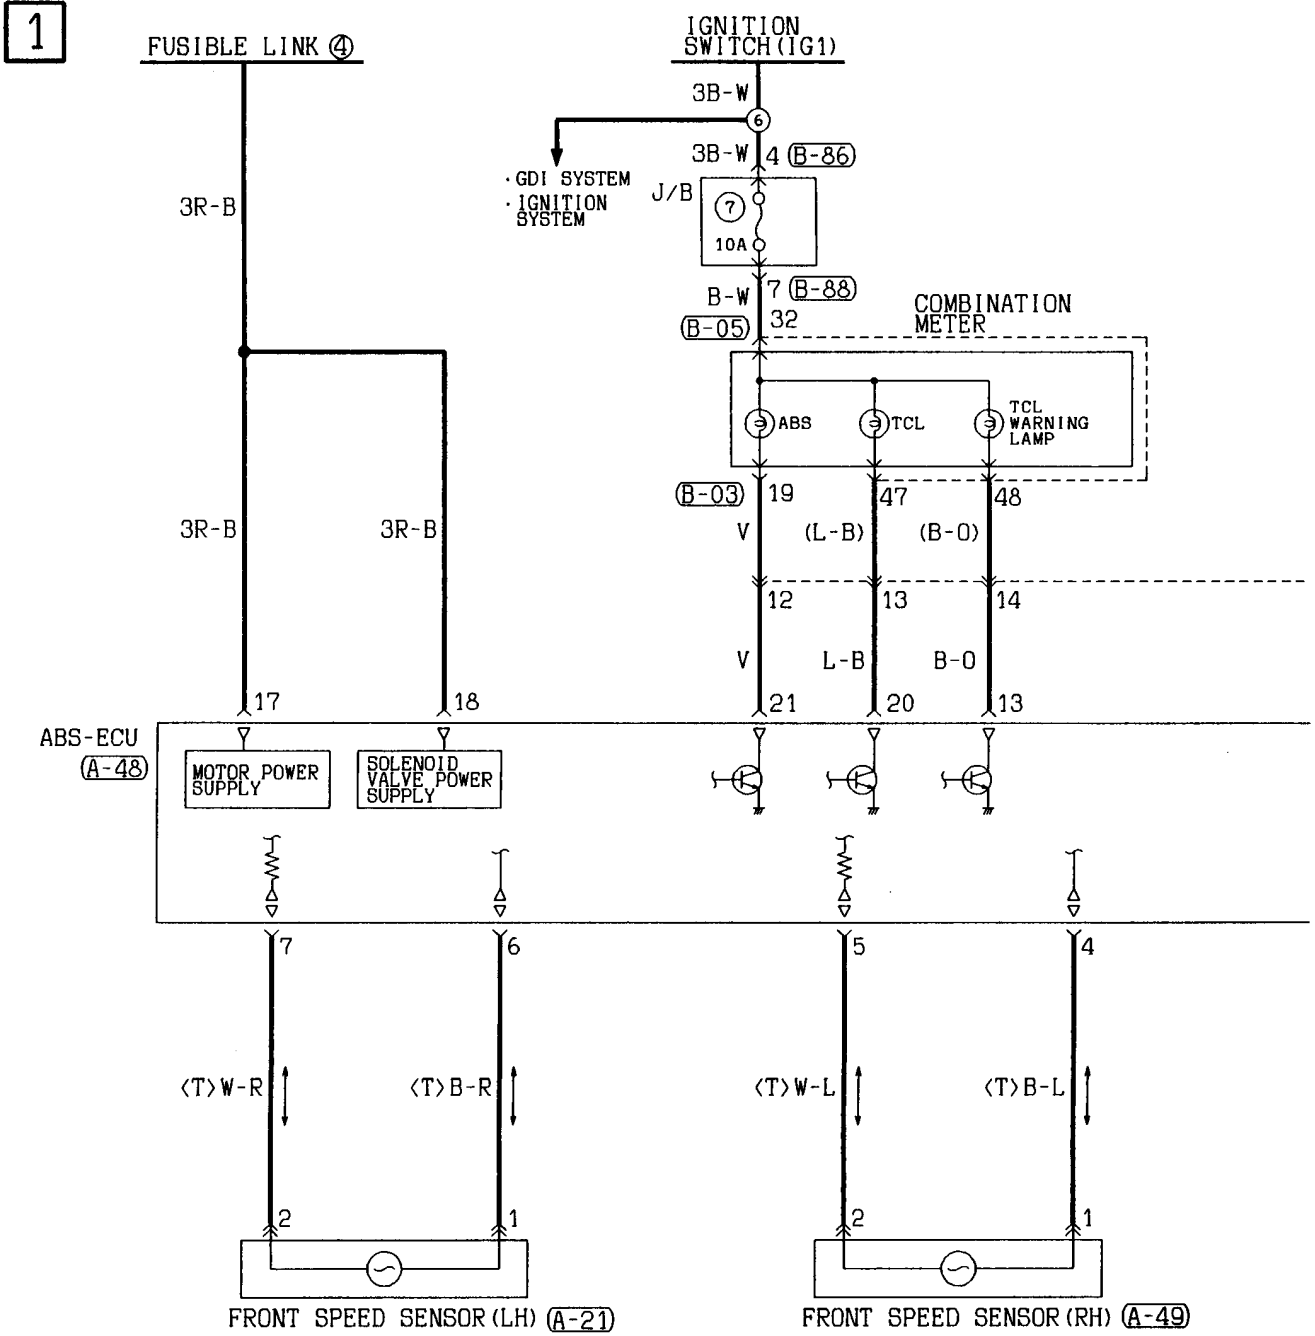 1
FUSIBLE LINK ④
IGNITION
SWITCH(IG1)
3B-W
6
3B-W
4
B-86
· GDI SYSTEM
· IGNITION
SYSTEM
J/B
7
10A
3R-B
B-W
7
B-88
B-05
32
COMBINATION
METER
ABS
TCL
TCL
WARNING
LAMP
B-03
19
47
48
3R-B
3R-B
V
(L-B)
(B-O)
12
13
14
V
L-B
B-O
17
18
21
20
13
ABS-ECU
A-48
MOTOR POWER
SUPPLY
SOLENOID
VALVE POWER
SUPPLY
7
6
5
4
<T>W-R
<T>B-R
<T>W-L
<T>B-L
2
1
2
1
FRONT SPEED SENSOR(LH)
A-21
FRONT SPEED SENSOR(RH)
A-49